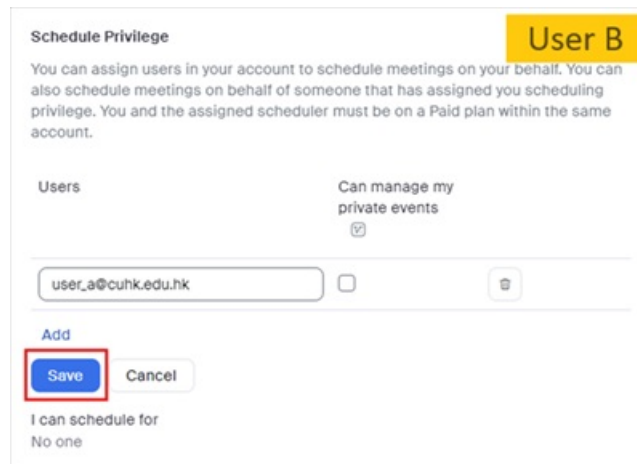 Schedule Privilege
User B
You can assign users in your account to schedule meetings on your behalf. You can
also schedule meetings on behalf of someone that has assigned you scheduling
privilege. You and the assigned scheduler must be on a Paid plan within the same
account.
Users
Can manage my
private events
user_a@cuhk.edu.hk
Add
Save
Cancel
I can schedule for
No one